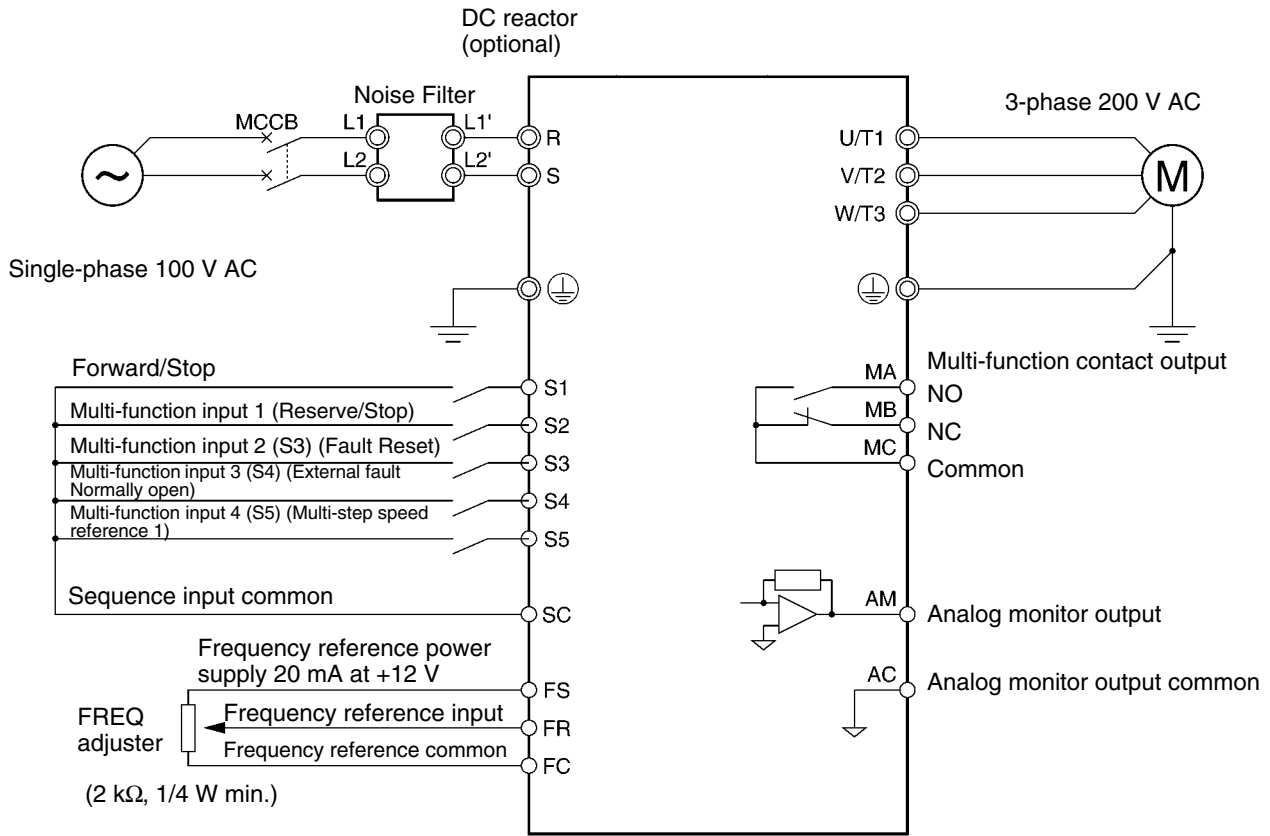 DC reactor
(optional)
Noise Filter
3-phase 200 V AC
MCCB
L1
L1'
R
U/T1
L2
L2'
S
V/T2
~
M
W/T3
Single-phase 100 V AC
Forward/Stop
S1
Multi-function input 1 (Reserve/Stop)
S2
Multi-function input 2 (S3) (Fault Reset)
S3
Multi-function input 3 (S4) (External fault
Normally open)
S4
Multi-function input 4 (S5) (Multi-step speed
reference 1)
S5
Sequence input common
SC
Frequency reference power
supply 20 mA at +12 V
FS
FREQ
adjuster
Frequency reference input
FR
Frequency reference common
FC
(2 kΩ, 1/4 W min.)
Multi-function contact output
MA
NO
MB
NC
MC
Common
AM
Analog monitor output
AC
Analog monitor output common